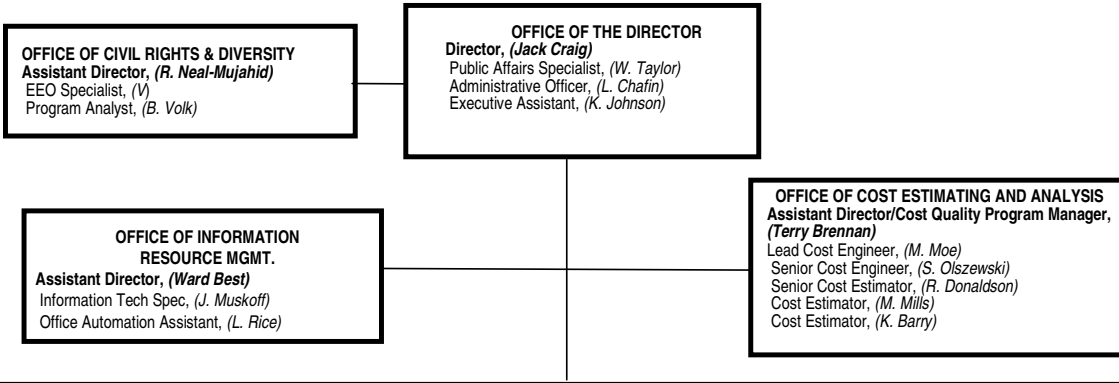 OFFICE OF CIVIL RIGHTS & DIVERSITY
Assistant Director, (R. Neal-Mujahid)
EEO Specialist, (V)
Program Analyst, (B. Volk)
OFFICE OF THE DIRECTOR
Director, (Jack Craig)
Public Affairs Specialist, (W. Taylor)
Administrative Officer, (L. Chafin)
Executive Assistant, (K. Johnson)
OFFICE OF INFORMATION
RESOURCE MGMT.
Assistant Director, (Ward Best)
Information Tech Spec, (J. Muskoff)
Office Automation Assistant, (L. Rice)
OFFICE OF COST ESTIMATING AND ANALYSIS
Assistant Director/Cost Quality Program Manager,
(Terry Brennan)
Lead Cost Engineer, (M. Moe)
Senior Cost Engineer, (S. Olszewski)
Senior Cost Estimator, (R. Donaldson)
Cost Estimator, (M. Mills)
Cost Estimator, (K. Barry)